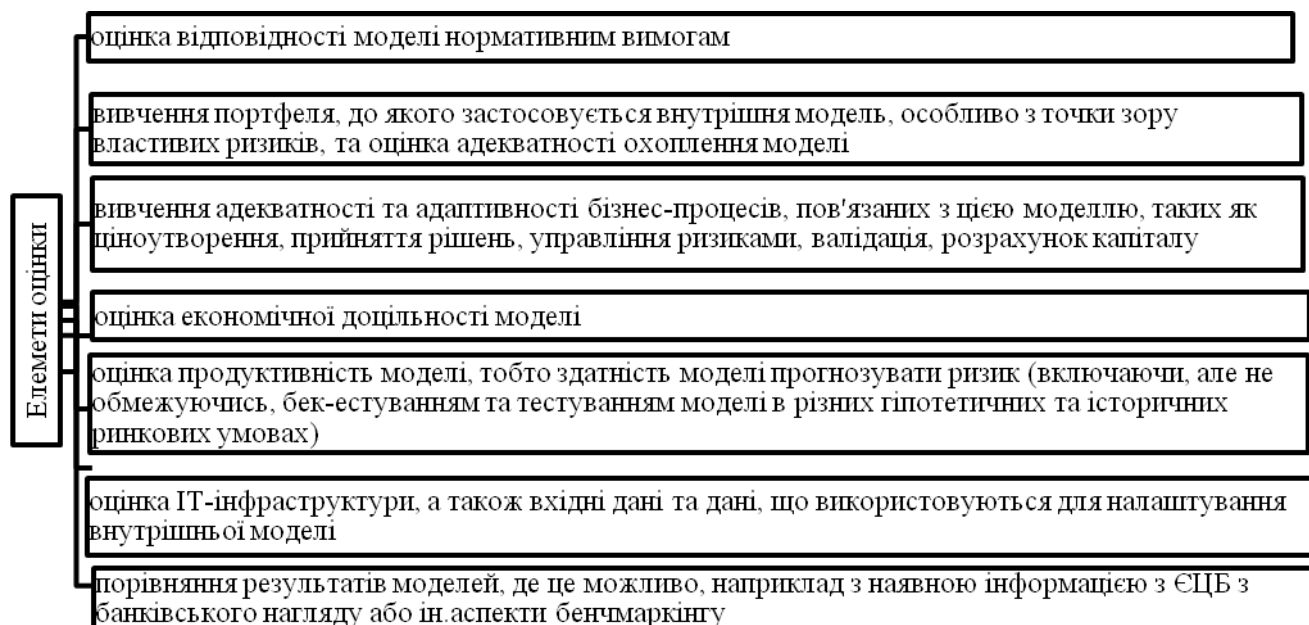 Елемети оцінки
оцінка відповідності моделі нормативним вимогам
вивчення портфеля, до якого застосовується внутрішня модель, особливо з точки зору
властивих ризиків, та оцінка адекватності охоплення моделі
вивчення адекватності та адаптивності бізнес-процесів, пов'язаних з цією моделлю, таких як
ціноутворення, прийняття рішень, управління ризиками, валідація, розрахунок капіталу
оцінка економічної доцільності моделі
оцінка продуктивність моделі, тобто здатність моделі прогнозувати ризик (включаючи, але не
обмежуючись, бек-естуванням та тестуванням моделі в різних гіпотетичних та історичних
ринкових умовах)
оцінка ІТ-інфраструктури, а також вхідні дані та дані, що використовуються для налаштування
внутрішньої моделі
порівняння результатів моделей, де це можливо, наприклад з наявною інформацією з ЄЦБ з
банківського нагляду або ін.аспекти бенчмаркінгу